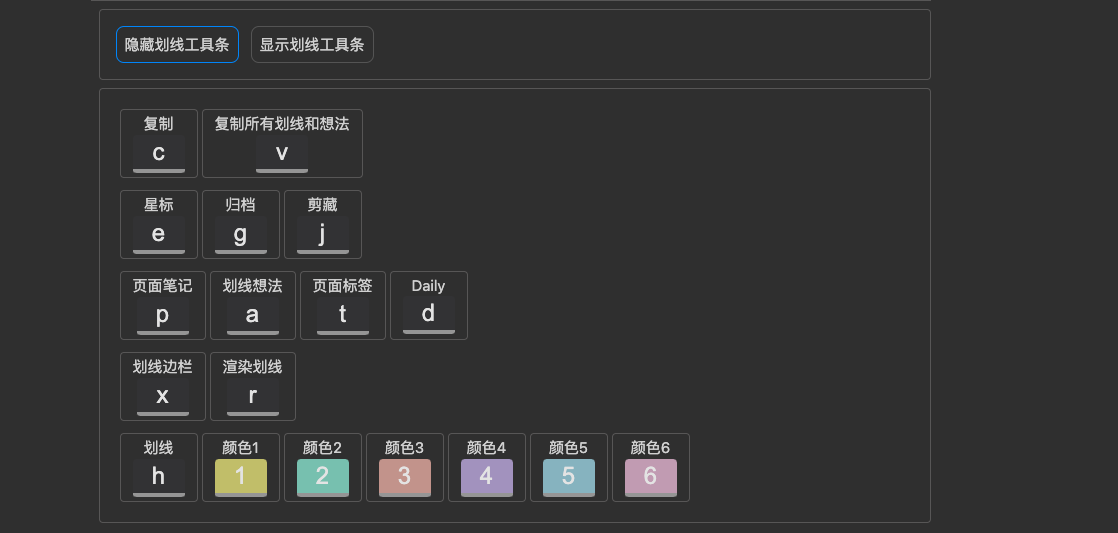 隐藏划线工具条 显示划线工具条
复制 复制所有划线和想法
c v
星标 归档 剪藏
e g j
页面笔记 划线想法 页面标签 Daily
p a t d
划线边栏 渲染划线
x r
划线 颜色1 颜色2 颜色3 颜色4 颜色5 颜色6
h 1 2 3 4 5 6